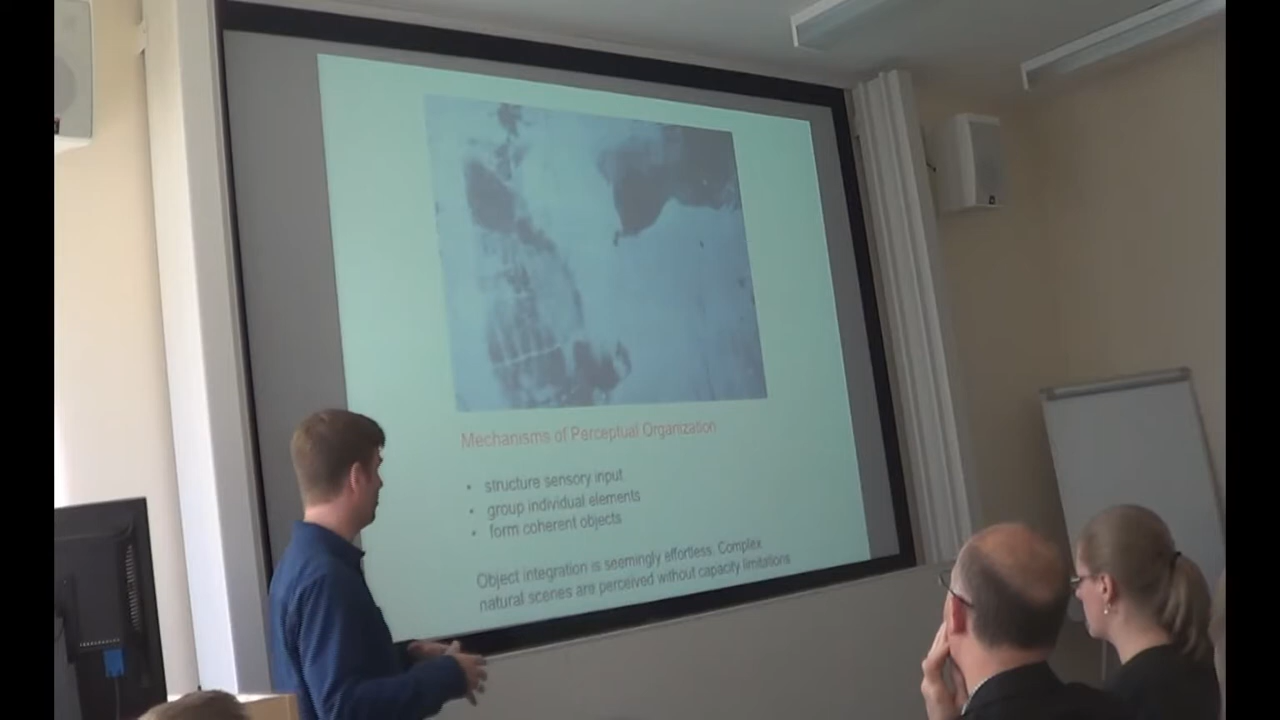 Mechanisms of Perceptual Organization
• structure sensory input
• group individual elements
• form coherent objects
Object integration is seemingly effortless. Complex
natural scenes are perceived without capacity limitations